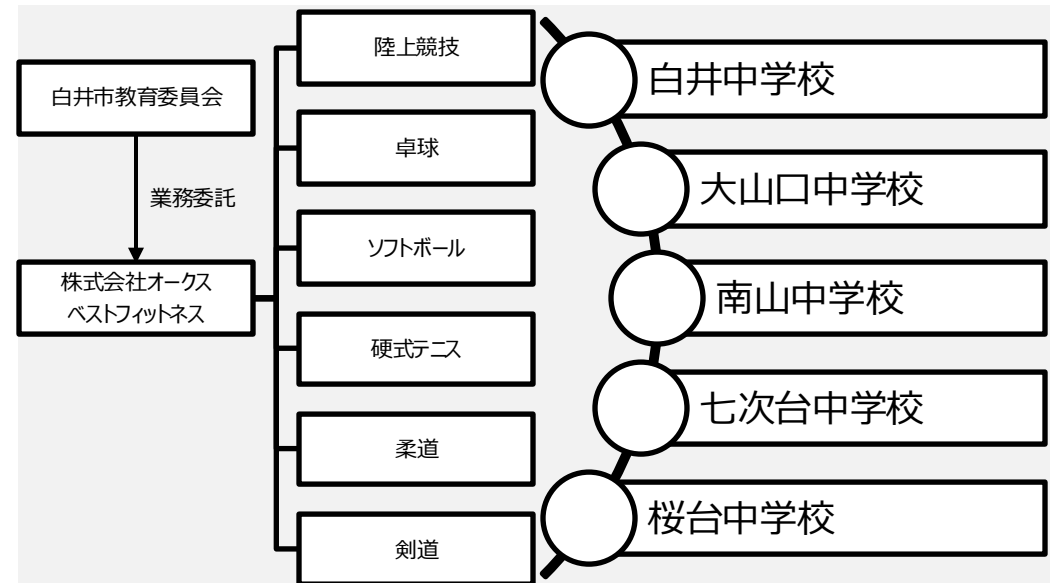 白井市教育委員会
業務委託
株式会社オークス
ベストフィットネス
陸上競技
卓球
ソフトボール
硬式テニス
柔道
剣道
白井中学校
大山口中学校
南山中学校
七次台中学校
桜台中学校